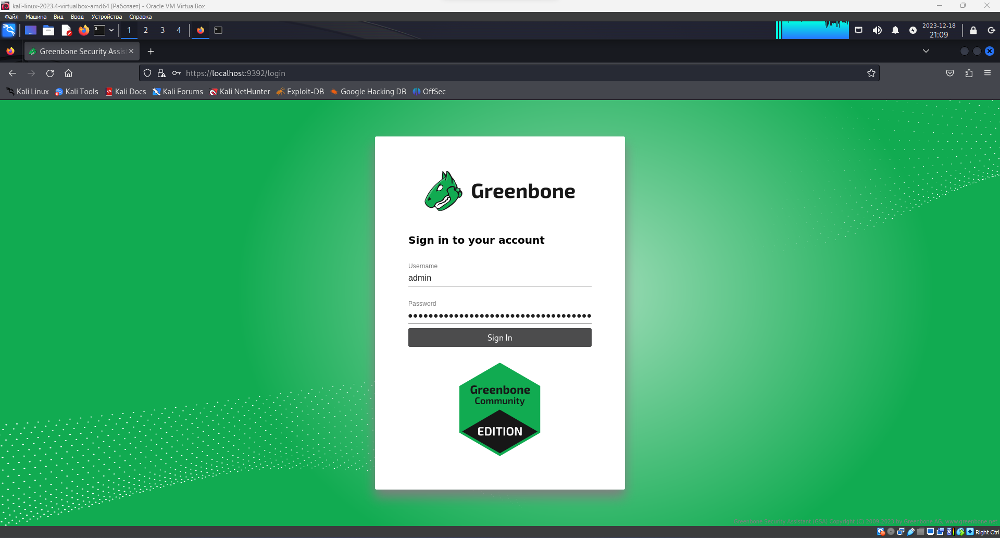 kali-linux-2023.4-virtualbox-amd64 [Работает] - Oracle VM VirtualBox
Файл Машина Вид Ввод Устройства Справка
1 2 3 4
2023-12-18
21:09
Greenbone Security Assis
https://localhost:9392/login
Kali Linux Kali Tools Kali Docs Kali Forums Kali NetHunter Exploit-DB Google Hacking DB OffSec
Greenbone
Sign in to your account
Username
admin
Password
Sign In
Greenbone
Community
EDITION
Greenbone Security Assistant (GSA) Copyright (C) 2009-2023 by Greenbone AG, www.greenbone.net
Right Ctrl